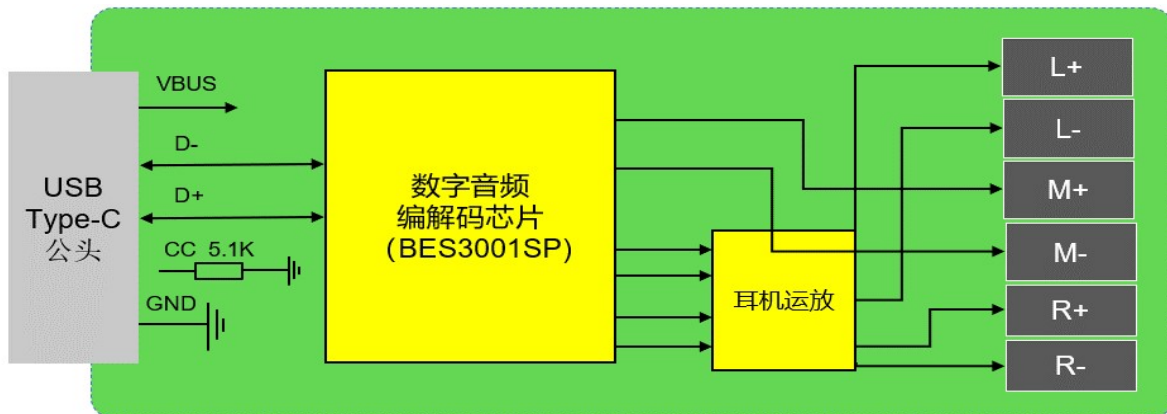 USB
Type-C
公头
VBUS
D-
D+
CC 5.1K
GND
数字音频
编解码芯片
(BES3001SP)
耳机运放
L+
L-
M+
M-
R+
R-